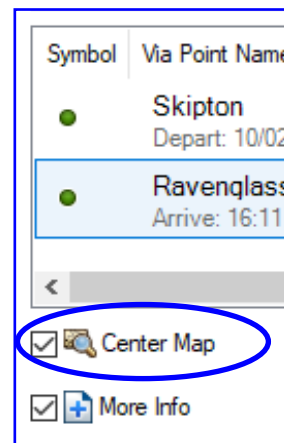 Symbol Via Point Name
Skipton
Depart: 10/02
Ravenglass
Arrive: 16:11
Center Map
More Info